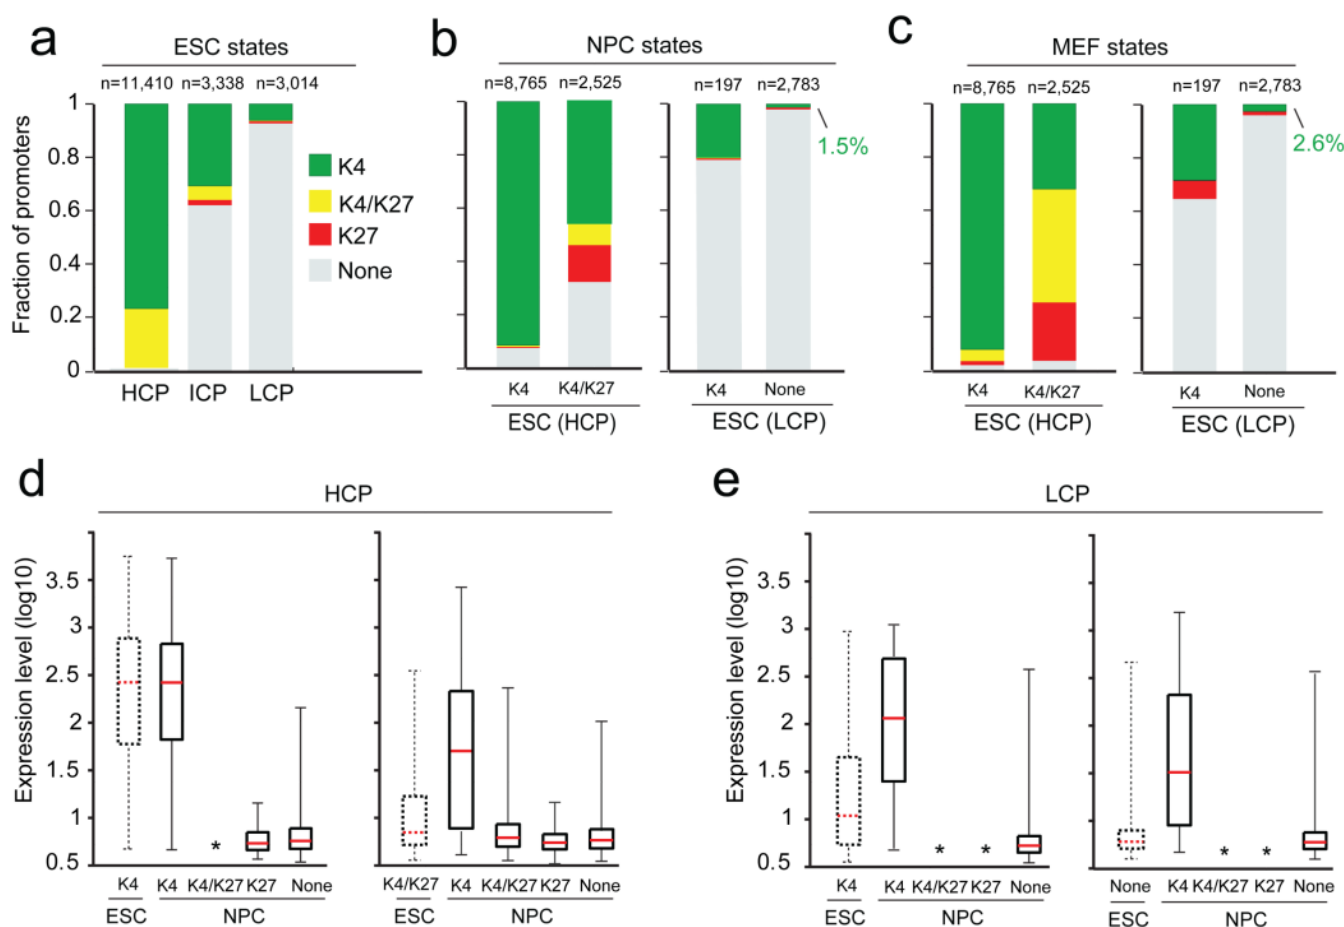 a
ESC states
n=11,410 n=3,338 n=3,014
Fraction of promoters
1
0.8
0.6
0.4
0.2
0
HCP ICP LCP
K4
K4/K27
K27
None
b
NPC states
n=8,765 n=2,525 n=197 n=2,783
1.5%
K4 K4/K27 K4 None
ESC (HCP) ESC (LCP)
c
MEF states
n=8,765 n=2,525 n=197 n=2,783
2.6%
K4 K4/K27 K4 None
ESC (HCP) ESC (LCP)
d
HCP
Expression level (log10)
3.5
3
2.5
2
1.5
1
0.5
*
K4 K4 K4/K27 K27 None K4/K27 K4 K4/K27 K27 None
ESC NPC ESC NPC
e
LCP
Expression level (log10)
3.5
3
2.5
2
1.5
1
0.5
* * * *
K4 K4 K4/K27 K27 None None K4 K4/K27 K27 None
ESC NPC ESC NPC